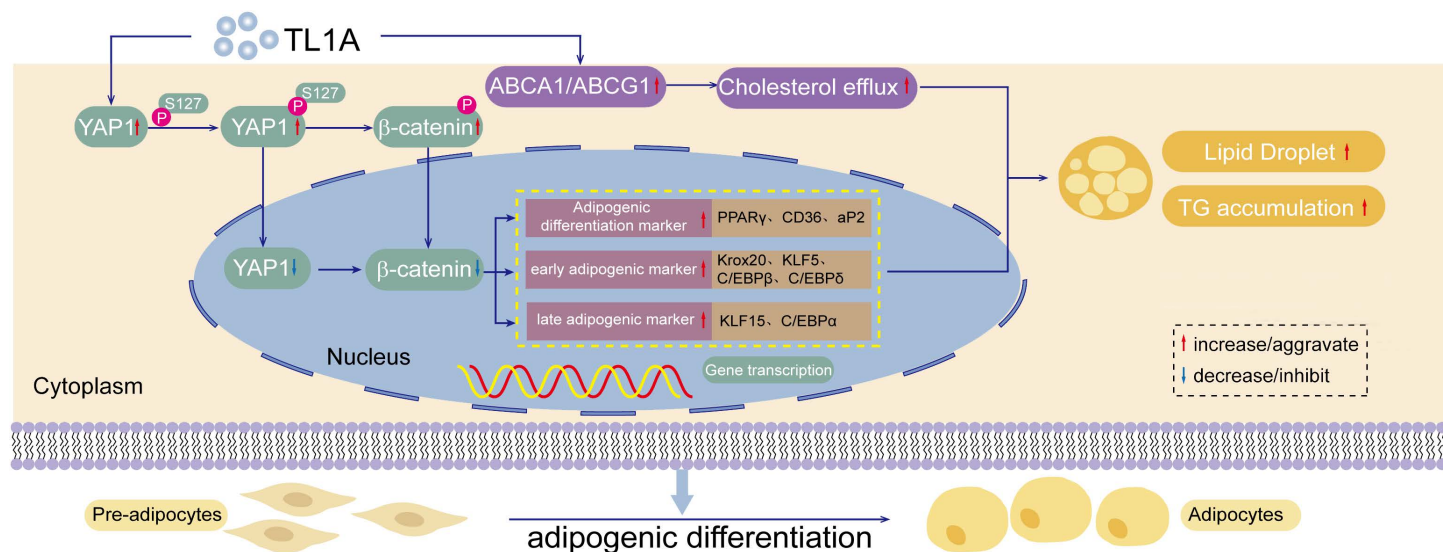 TL1A
ABCA1/ABCG1
Cholesterol efflux
S127
P
S127
P
P
YAP1
YAP1
β-catenin
Lipid Droplet
TG accumulation
Adipogenic
differentiation marker
PPARγ、CD36、aP2
YAP1
β-catenin
early adipogenic marker
Krox20、KLF5、
C/EBPβ、C/EBPδ
late adipogenic marker
KLF15、C/EBPα
Nucleus
Gene transcription
Cytoplasm
increase/aggravate
decrease/inhibit
Pre-adipocytes
adipogenic differentiation
Adipocytes